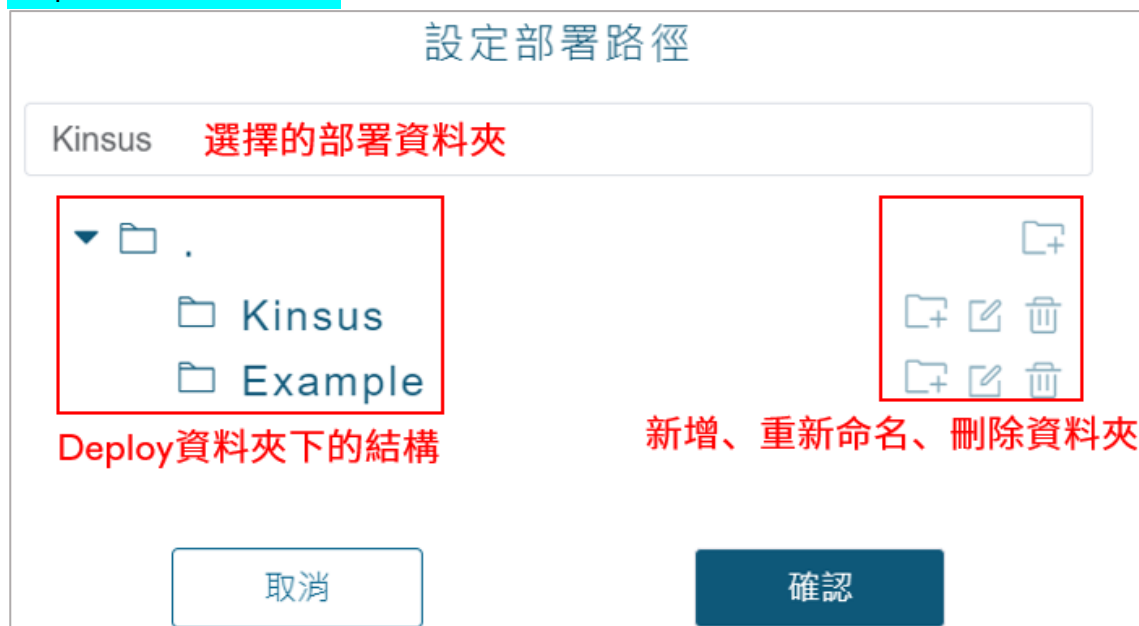 設定部署路徑
Kinsus 選擇的部署資料夾
.
Kinsus
Example
Deploy資料夾下的結構
新增、重新命名、刪除資料夾
取消
確認